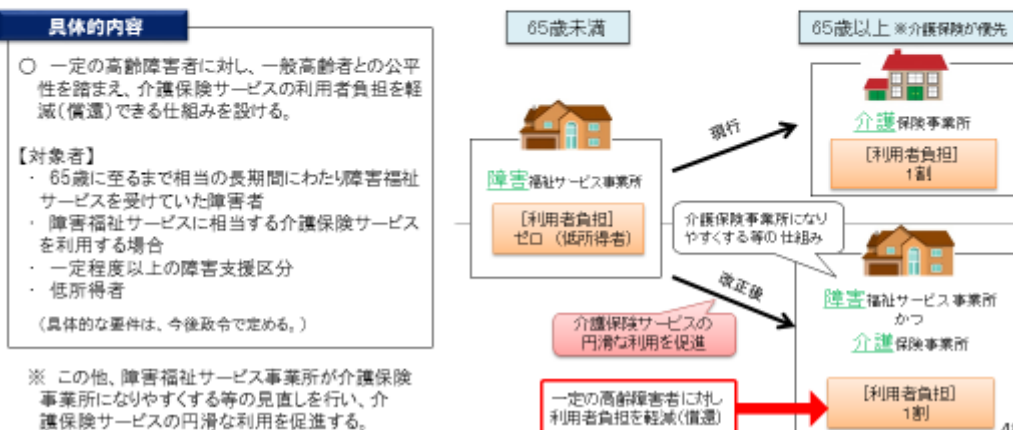 具体的内容
○ 一定の高齢障害者に対し、一般高齢者との公平
性を踏まえ、介護保険サービスの利用者負担を軽
減(償還)できる仕組みを設ける。
【対象者】
・ 65歳に至るまで相当の長期間にわたり障害福祉
サービスを受けていた障害者
・ 障害福祉サービスに相当する介護保険サービス
を利用する場合
・ 一定程度以上の障害支援区分
・ 低所得者
(具体的な要件は、今後政令で定める。)
※ この他、障害福祉サービス事業所が介護保険
事業所になりやすくする等の見直しを行い、介
護保険サービスの円滑な利用を促進する。
65歳未満
障害福祉サービス事業所
[利用者負担]
ゼロ (低所得者)
現行
改正後
介護保険サービスの
円滑な利用を促進
一定の高齢障害者に対し
利用者負担を軽減(償還)
65歳以上 ※介護保険が優先
介護保険事業所
[利用者負担]
1割
介護保険事業所になり
やすくする等の仕組み
障害福祉サービス事業所
かつ
介護保険事業所
[利用者負担]
1割